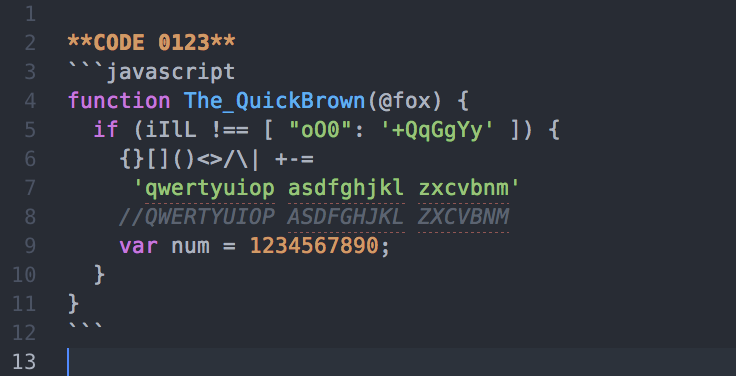 1
2 **CODE 0123**
3 ```javascript
4 function The_QuickBrown(@fox) {
5   if (iIlL !== [ "oO0": '+QqGgYy' ]) {
6     {}[]()<>/\| +-=
7      'qwertyuiop asdfghjkl zxcvbnm'
8     //QWERTYUIOP ASDFGHJKL ZXCVBNM
9     var num = 1234567890;
10   }
11 }
12 ```
13